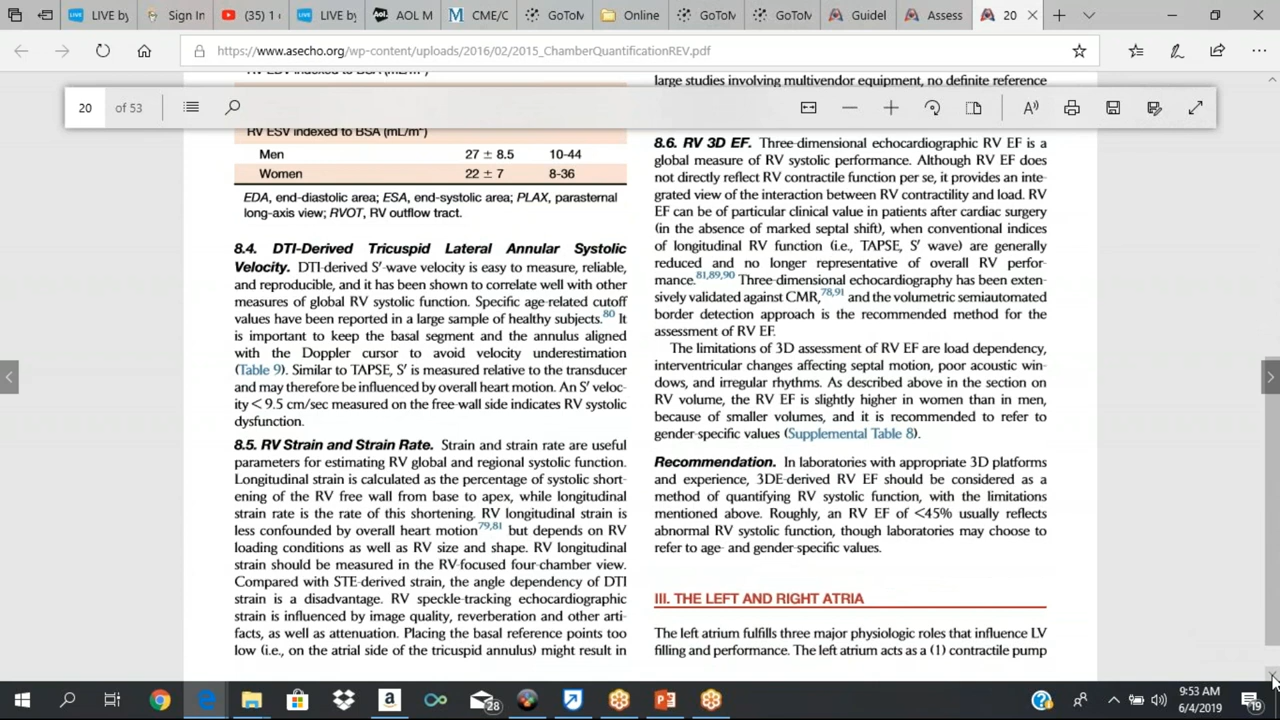 LIVE by
Sign In
(35) 1
LIVE by
AOL M
CME/C
GoToM
Online
GoToM
GoToM
Guidel
Assess
20
https://www.asecho.org/wp-content/uploads/2016/02/2015_ChamberQuantificationREV.pdf
20 of 53
RV ESV indexed to BSA (mL/m²)
Men 27 ± 8.5 10-44
Women 22 ± 7 8-36
EDA, end-diastolic area; ESA, end-systolic area; PLAX, parasternal
long-axis view; RVOT, RV outflow tract.
8.4. DTI-Derived Tricuspid Lateral Annular Systolic
Velocity. DTI-derived S′-wave velocity is easy to measure, reliable,
and reproducible, and it has been shown to correlate well with other
measures of global RV systolic function. Specific age-related cutoff
values have been reported in a large sample of healthy subjects.80 It
is important to keep the basal segment and the annulus aligned
with the Doppler cursor to avoid velocity underestimation
(Table 9). Similar to TAPSE, S′ is measured relative to the transducer
and may therefore be influenced by overall heart motion. An S′ veloc-
ity < 9.5 cm/sec measured on the free-wall side indicates RV systolic
dysfunction.
8.5. RV Strain and Strain Rate. Strain and strain rate are useful
parameters for estimating RV global and regional systolic function.
Longitudinal strain is calculated as the percentage of systolic short-
ening of the RV free wall from base to apex, while longitudinal
strain rate is the rate of this shortening. RV longitudinal strain is
less confounded by overall heart motion79,81 but depends on RV
loading conditions as well as RV size and shape. RV longitudinal
strain should be measured in the RV-focused four-chamber view.
Compared with STE-derived strain, the angle dependency of DTI
strain is a disadvantage. RV speckle-tracking echocardiographic
strain is influenced by image quality, reverberation and other arti-
facts, as well as attenuation. Placing the basal reference points too
low (i.e., on the atrial side of the tricuspid annulus) might result in
large studies involving multivendor equipment, no definite reference
8.6. RV 3D EF. Three-dimensional echocardiographic RV EF is a
global measure of RV systolic performance. Although RV EF does
not directly reflect RV contractile function per se, it provides an inte-
grated view of the interaction between RV contractility and load. RV
EF can be of particular clinical value in patients after cardiac surgery
(in the absence of marked septal shift), when conventional indices
of longitudinal RV function (i.e., TAPSE, S′ wave) are generally
reduced and no longer representative of overall RV perfor-
mance.81,89,90 Three-dimensional echocardiography has been exten-
sively validated against CMR,78,91 and the volumetric semiautomated
border detection approach is the recommended method for the
assessment of RV EF.
The limitations of 3D assessment of RV EF are load dependency,
interventricular changes affecting septal motion, poor acoustic win-
dows, and irregular rhythms. As described above in the section on
RV volume, the RV EF is slightly higher in women than in men,
because of smaller volumes, and it is recommended to refer to
gender-specific values (Supplemental Table 8).
Recommendation. In laboratories with appropriate 3D platforms
and experience, 3DE-derived RV EF should be considered as a
method of quantifying RV systolic function, with the limitations
mentioned above. Roughly, an RV EF of <45% usually reflects
abnormal RV systolic function, though laboratories may choose to
refer to age- and gender-specific values.
III. THE LEFT AND RIGHT ATRIA
The left atrium fulfills three major physiologic roles that influence LV
filling and performance. The left atrium acts as a (1) contractile pump
28
9:53 AM
6/4/2019
19